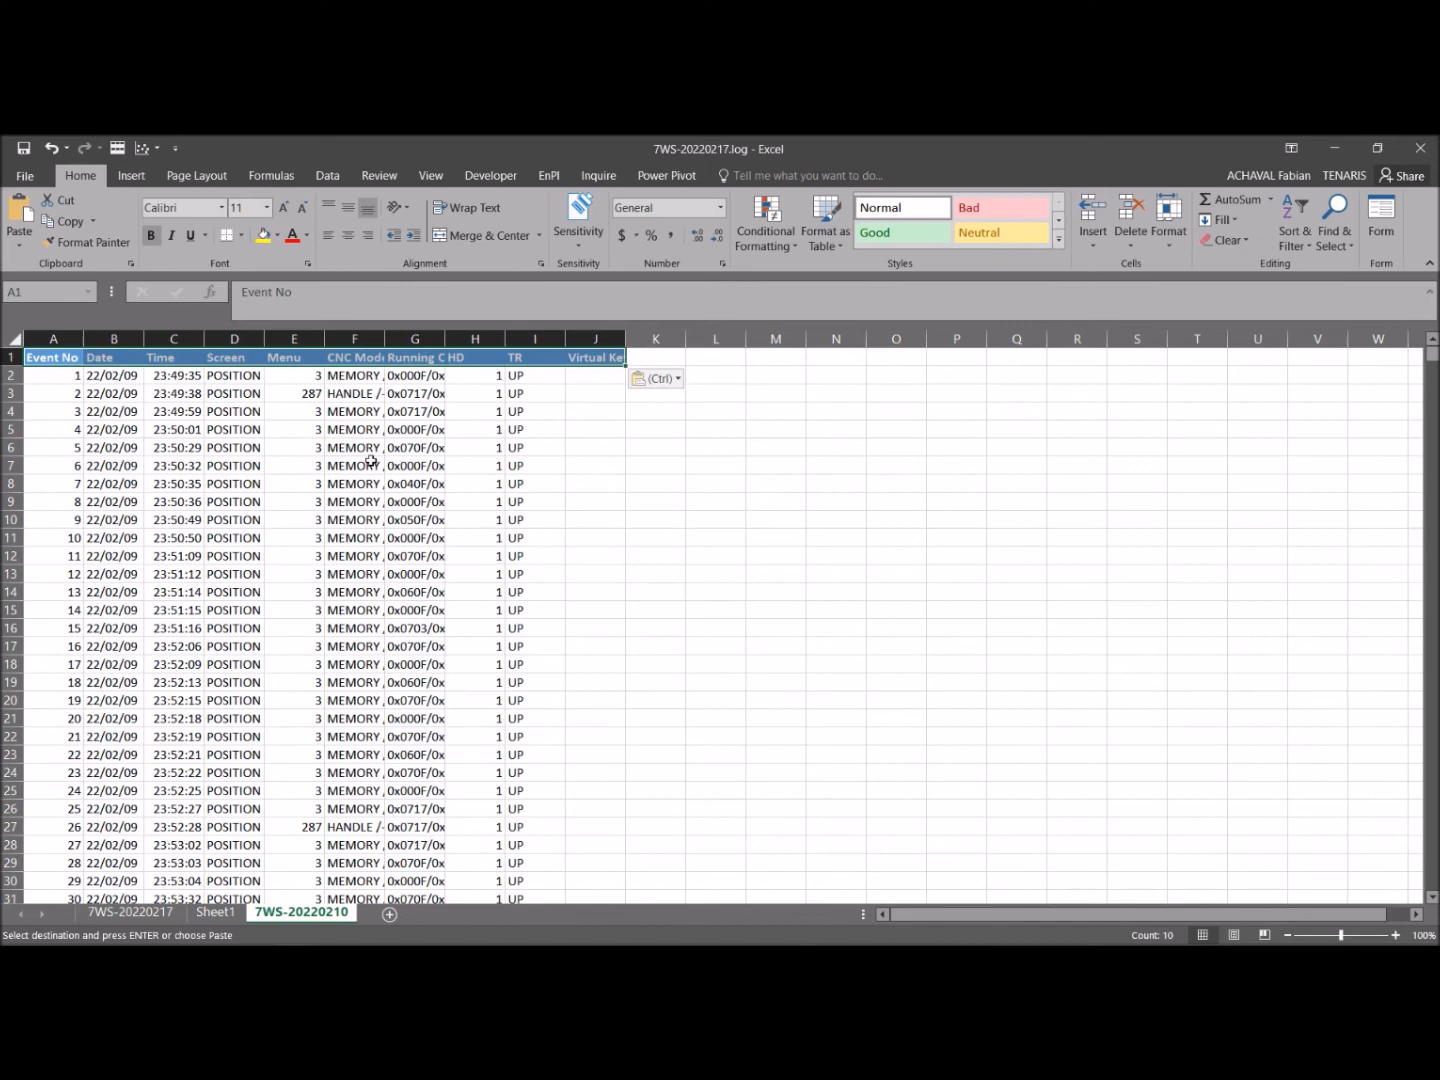 7WS-20220217.log - Excel
File Home Insert Page Layout Formulas Data Review View Developer EnPI Inquire Power Pivot Tell me what you want to do... ACHAVAL Fabian TENARIS Share
Paste Cut Copy Format Painter Clipboard
Calibri 11 B I U A Font
Wrap Text Merge & Center Alignment
Sensitivity Sensitivity
General $ % , Number
Conditional Formatting Format as Table Normal Bad Good Neutral Styles
Insert Delete Format Cells
AutoSum Fill Clear Sort & Filter Find & Select Editing
Form Form
A1 fx Event No
A B C D E F G H I J K L M N O P Q R S T U V W
1 Event No Date Time Screen Menu CNC Mod Running C HD TR Virtual Ke
2 1 22/02/09 23:49:35 POSITION 3 MEMORY 0x000F/0x 1 UP (Ctrl)
3 2 22/02/09 23:49:38 POSITION 287 HANDLE /- 0x0717/0x 1 UP
4 3 22/02/09 23:49:59 POSITION 3 MEMORY 0x0717/0x 1 UP
5 4 22/02/09 23:50:01 POSITION 3 MEMORY 0x000F/0x 1 UP
6 5 22/02/09 23:50:29 POSITION 3 MEMORY 0x070F/0x 1 UP
7 6 22/02/09 23:50:32 POSITION 3 MEMORY 0x000F/0x 1 UP
8 7 22/02/09 23:50:35 POSITION 3 MEMORY 0x040F/0x 1 UP
9 8 22/02/09 23:50:36 POSITION 3 MEMORY 0x000F/0x 1 UP
10 9 22/02/09 23:50:49 POSITION 3 MEMORY 0x050F/0x 1 UP
11 10 22/02/09 23:50:50 POSITION 3 MEMORY 0x000F/0x 1 UP
12 11 22/02/09 23:51:09 POSITION 3 MEMORY 0x070F/0x 1 UP
13 12 22/02/09 23:51:12 POSITION 3 MEMORY 0x000F/0x 1 UP
14 13 22/02/09 23:51:14 POSITION 3 MEMORY 0x060F/0x 1 UP
15 14 22/02/09 23:51:15 POSITION 3 MEMORY 0x000F/0x 1 UP
16 15 22/02/09 23:51:16 POSITION 3 MEMORY 0x0703/0x 1 UP
17 16 22/02/09 23:52:06 POSITION 3 MEMORY 0x070F/0x 1 UP
18 17 22/02/09 23:52:09 POSITION 3 MEMORY 0x000F/0x 1 UP
19 18 22/02/09 23:52:13 POSITION 3 MEMORY 0x060F/0x 1 UP
20 19 22/02/09 23:52:15 POSITION 3 MEMORY 0x070F/0x 1 UP
21 20 22/02/09 23:52:18 POSITION 3 MEMORY 0x000F/0x 1 UP
22 21 22/02/09 23:52:19 POSITION 3 MEMORY 0x070F/0x 1 UP
23 22 22/02/09 23:52:21 POSITION 3 MEMORY 0x060F/0x 1 UP
24 23 22/02/09 23:52:22 POSITION 3 MEMORY 0x070F/0x 1 UP
25 24 22/02/09 23:52:25 POSITION 3 MEMORY 0x000F/0x 1 UP
26 25 22/02/09 23:52:27 POSITION 3 MEMORY 0x0717/0x 1 UP
27 26 22/02/09 23:52:28 POSITION 287 HANDLE /- 0x0717/0x 1 UP
28 27 22/02/09 23:53:02 POSITION 3 MEMORY 0x0717/0x 1 UP
29 28 22/02/09 23:53:03 POSITION 3 MEMORY 0x070F/0x 1 UP
30 29 22/02/09 23:53:04 POSITION 3 MEMORY 0x000F/0x 1 UP
31 30 22/02/09 23:53:32 POSITION 3 MEMORY 0x070F/0x 1 UP
7WS-20220217 Sheet1 7WS-20220210
Select destination and press ENTER or choose Paste Count: 10 100%